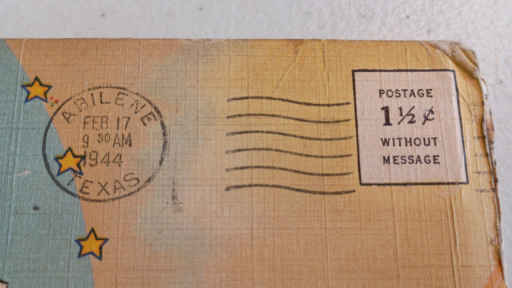 ABILENE
FEB 17
9 30 AM
1944
TEXAS
POSTAGE
1½ ¢
WITHOUT
MESSAGE